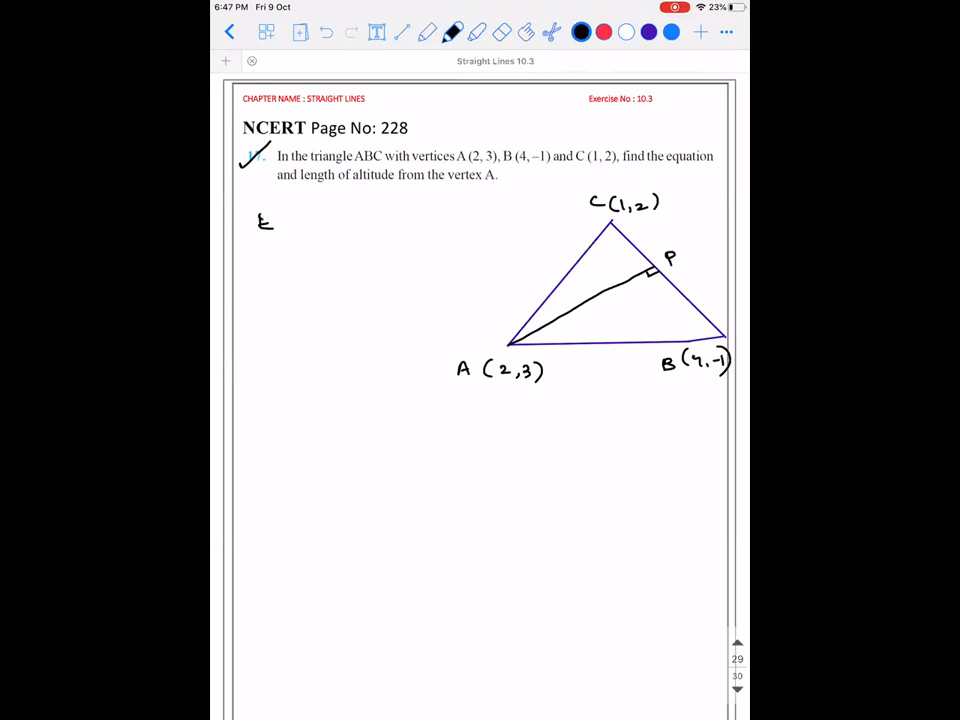 6:47 PM Fri 9 Oct
23%
Straight Lines 10.3
CHAPTER NAME : STRAIGHT LINES Exercise No : 10.3
NCERT Page No: 228
17. In the triangle ABC with vertices A (2, 3), B (4, –1) and C (1, 2), find the equation
and length of altitude from the vertex A.
C (1, 2)
P
A (2, 3)
B (4, -1)
29
30